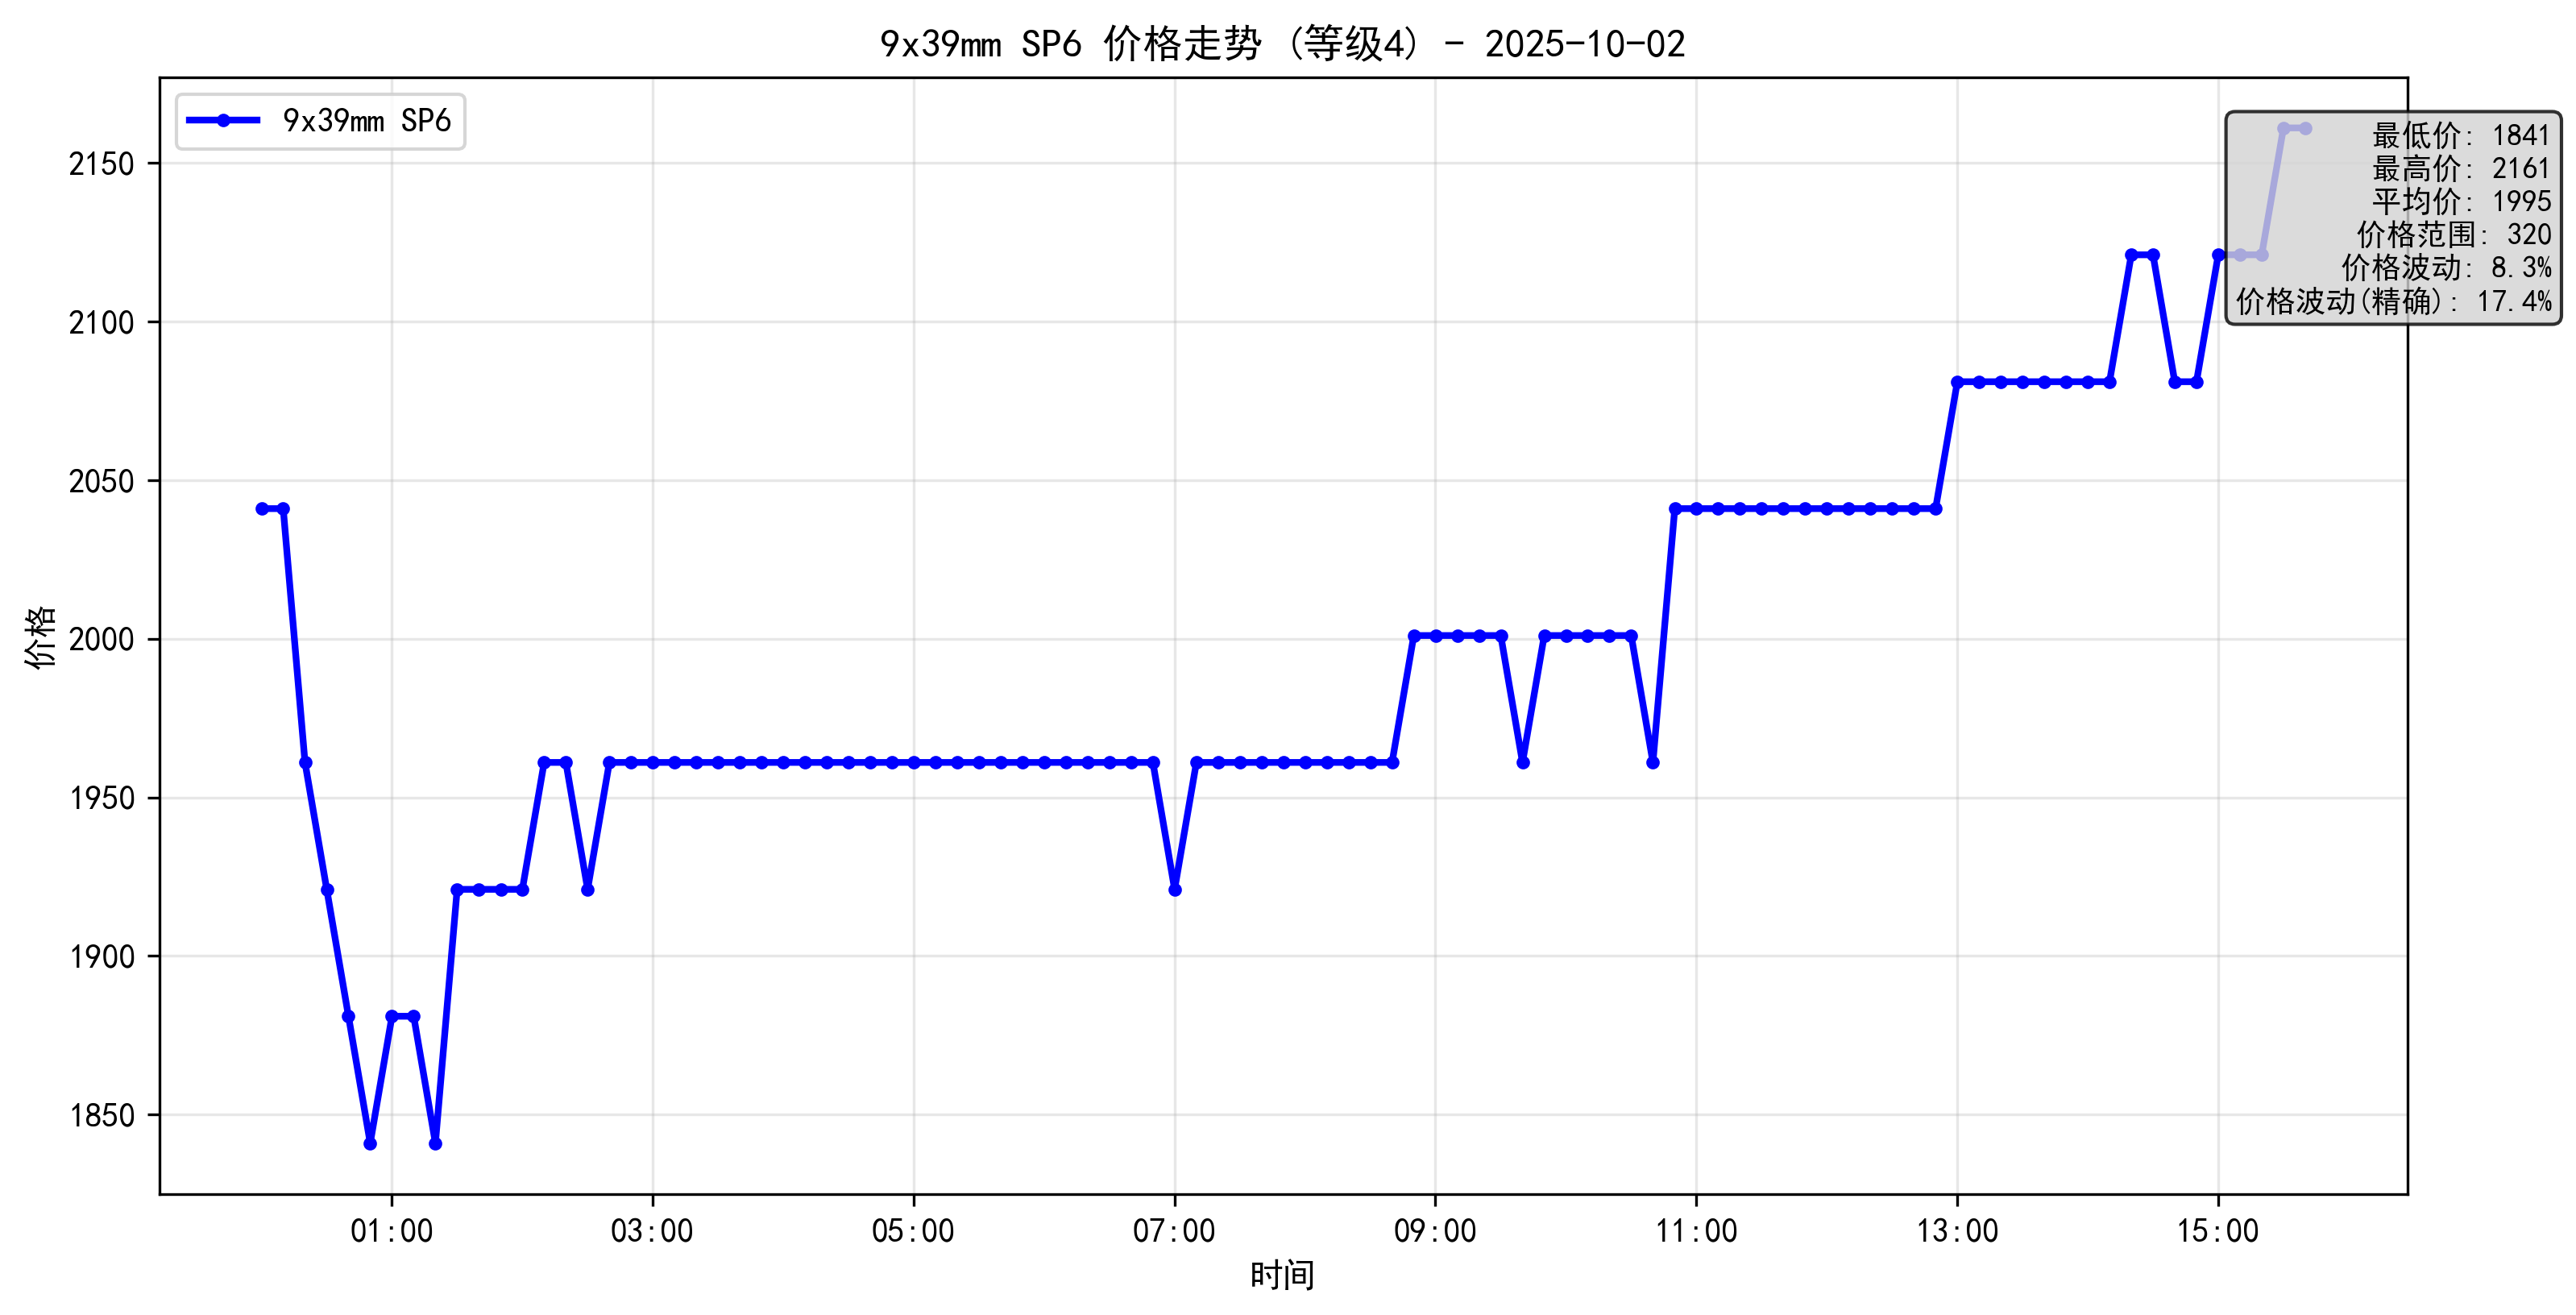 9x39mm SP6 价格走势 (等级4) - 2025-10-02
9x39mm SP6
最低价: 1841
最高价: 2161
平均价: 1995
价格范围: 320
价格波动: 8.3%
价格波动(精确): 17.4%
价格
2150
2100
2050
2000
1950
1900
1850
01:00 03:00 05:00 07:00 09:00 11:00 13:00 15:00
时间